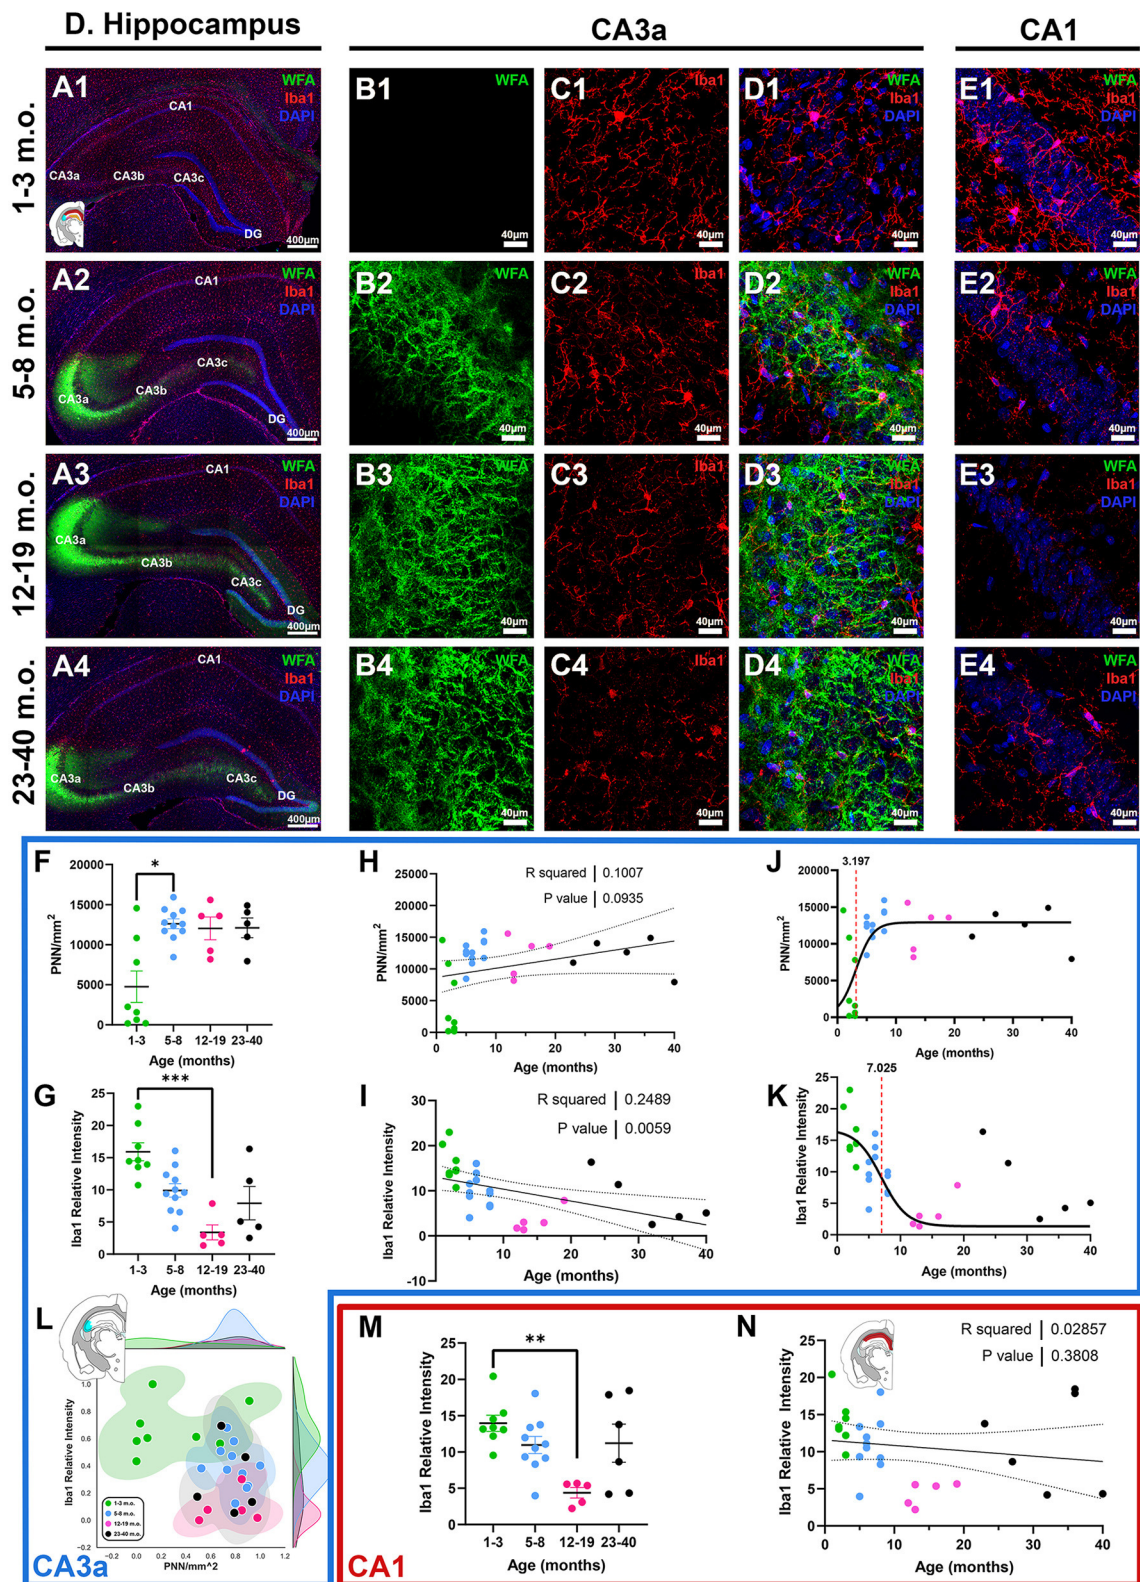 D. Hippocampus
CA3a
CA1
1-3 m.o.
A1
WFA
Iba1
DAPI
CA1
CA3a
CA3b
CA3c
DG
400µm
B1
WFA
40µm
C1
Iba1
40µm
D1
WFA
Iba1
DAPI
40µm
E1
WFA
Iba1
DAPI
40µm
5-8 m.o.
A2
WFA
Iba1
DAPI
CA1
CA3c
CA3b
CA3a
DG
400µm
B2
WFA
40µm
C2
Iba1
40µm
D2
WFA
Iba1
DAPI
40µm
E2
WFA
Iba1
DAPI
40µm
12-19 m.o.
A3
WFA
Iba1
DAPI
CA1
CA3a
CA3b
CA3c
DG
400µm
B3
WFA
40µm
C3
Iba1
40µm
D3
WFA
Iba1
DAPI
40µm
E3
WFA
Iba1
DAPI
40µm
23-40 m.o.
A4
WFA
Iba1
DAPI
CA1
CA3a
CA3b
CA3c
DG
400µm
B4
WFA
40µm
C4
Iba1
40µm
D4
WFA
Iba1
DAPI
40µm
E4
WFA
Iba1
DAPI
40µm
F
*
20000
15000
10000
5000
0
PNN/mm²
1-3 5-8 12-19 23-40
Age (months)
H
R squared | 0.1007
P value | 0.0935
25000
20000
15000
10000
5000
0
PNN/mm²
0 10 20 30 40
Age (months)
J
3.197
20000
15000
10000
5000
0
PNN/mm²
0 10 20 30 40
Age (months)
G
***
25
20
15
10
5
0
Iba1 Relative Intensity
1-3 5-8 12-19 23-40
Age (months)
I
R squared | 0.2489
P value | 0.0059
30
20
10
0
-10
Iba1 Relative Intensity
10 20 30 40
Age (months)
K
7.025
25
20
15
10
5
0
Iba1 Relative Intensity
0 10 20 30 40
Age (months)
L
1.0
0.8
0.6
0.4
0.2
0.0
−0.2
Iba1 Relative Intensity
1-3 m.o.
5-8 m.o.
12-19 m.o.
23-40 m.o.
−0.2 0.0 0.2 0.4 0.6 0.8 1.0 1.2
PNN/mm^2
CA3a
M
**
25
20
15
10
5
0
Iba1 Relative Intensity
1-3 5-8 12-19 23-40
Age (months)
CA1
N
R squared | 0.02857
P value | 0.3808
25
20
15
10
5
0
Iba1 Relative Intensity
0 10 20 30 40
Age (months)